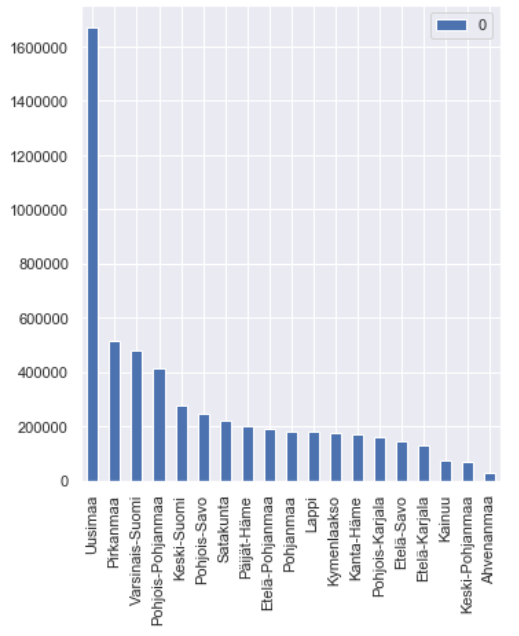 0
1600000
1400000
1200000
1000000
800000
600000
400000
200000
0
Uusimaa
Pirkanmaa
Varsinais-Suomi
Pohjois-Pohjanmaa
Keski-Suomi
Pohjois-Savo
Satakunta
Päijät-Häme
Etelä-Pohjanmaa
Pohjanmaa
Lappi
Kymenlaakso
Kanta-Häme
Pohjois-Karjala
Etelä-Savo
Etelä-Karjala
Kainuu
Keski-Pohjanmaa
Ahvenanmaa